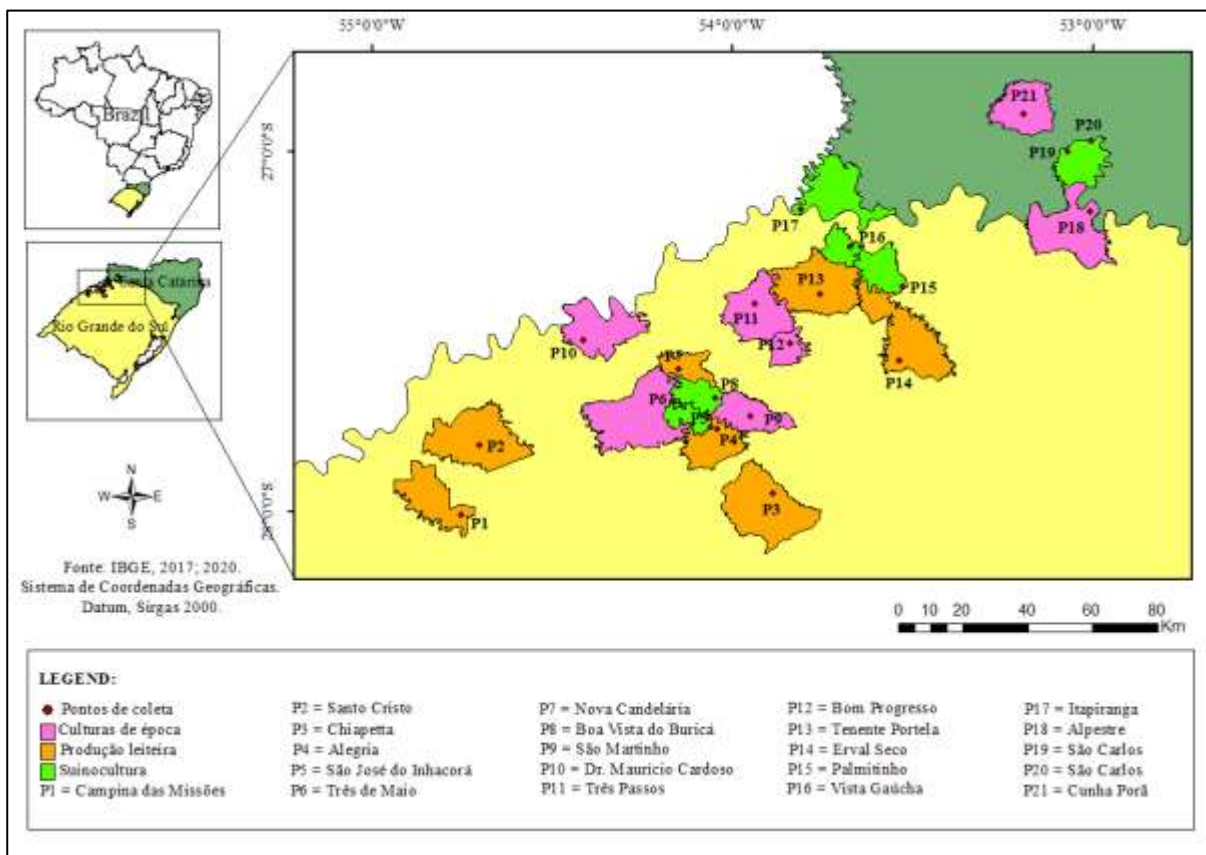 55°0'0"W 54°0'0"W 53°0'0"W
Brazil
27°0'0"S
P21
P20
P19
P18
P17
P16
P15
P13
P11
P12
P10
P14
P8
P6
P9
P4
P2
P3
P1
Santa Catarina
Rio Grande do Sul
N
W E
S
Fonte: IBGE, 2017; 2020.
Sistema de Coordenadas Geográficas.
Datum, Sirgas 2000.
0 10 20 40 60 80
Km
LEGEND:
Pontos de coleta
Culturas de época
Produção leiteira
Suinocultura
P1 = Campina das Missões
P2 = Santo Cristo
P3 = Chiapetta
P4 = Alegria
P5 = São José do Inhacorá
P6 = Três de Maio
P7 = Nova Candelária
P8 = Boa Vista do Buricá
P9 = São Martinho
P10 = Dr. Maurício Cardoso
P11 = Três Passos
P12 = Bom Progresso
P13 = Tenente Portela
P14 = Erval Seco
P15 = Palmitinho
P16 = Vista Gaúcha
P17 = Itapiranga
P18 = Alpestre
P19 = São Carlos
P20 = São Carlos
P21 = Cunha Porã